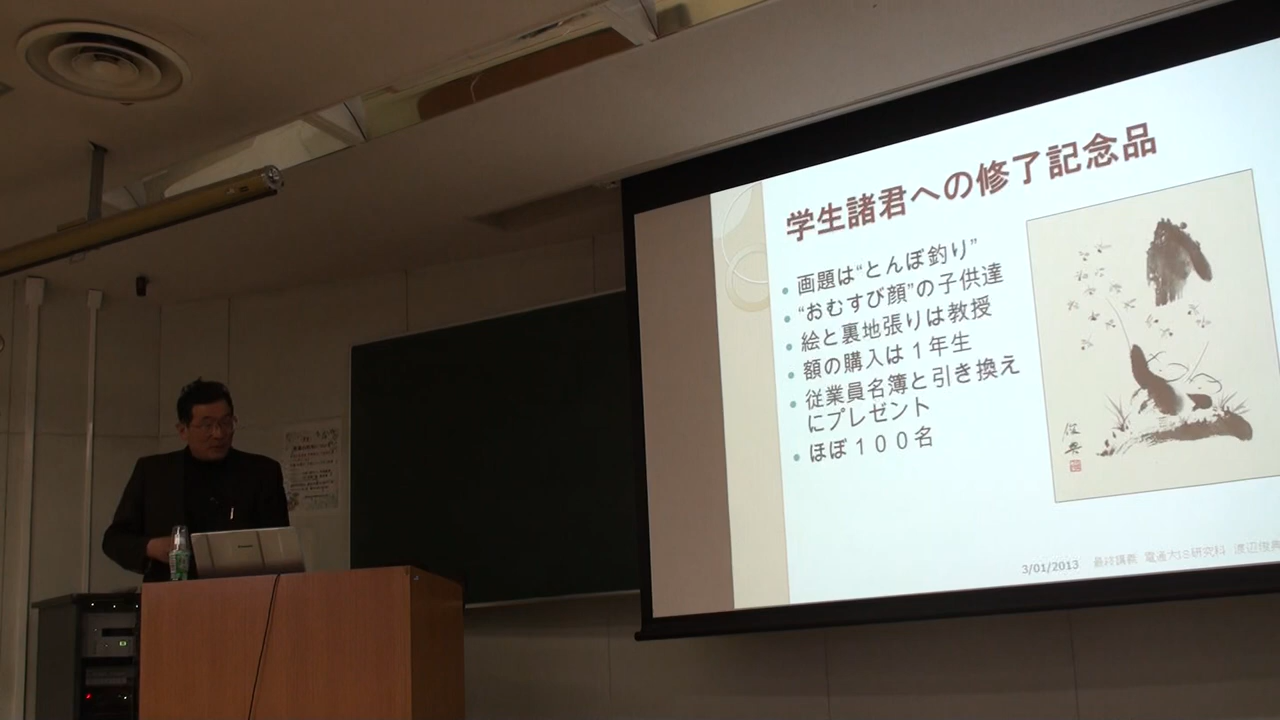 学生諸君への修了記念品
画題は“とんぼ釣り”
“おむすび顔”の子供達
絵と裏地張りは教授
額の購入は１年生
従業員名簿と引き換え
にプレゼント
ほぼ１００名
俊典
3/01/2013 最終講義 電通大IS研究科 渡辺俊典